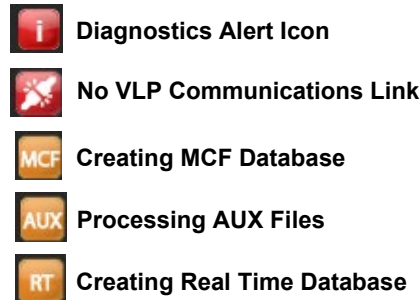 i Diagnostics Alert Icon
No VLP Communications Link
MCF Creating MCF Database
AUX Processing AUX Files
RT Creating Real Time Database